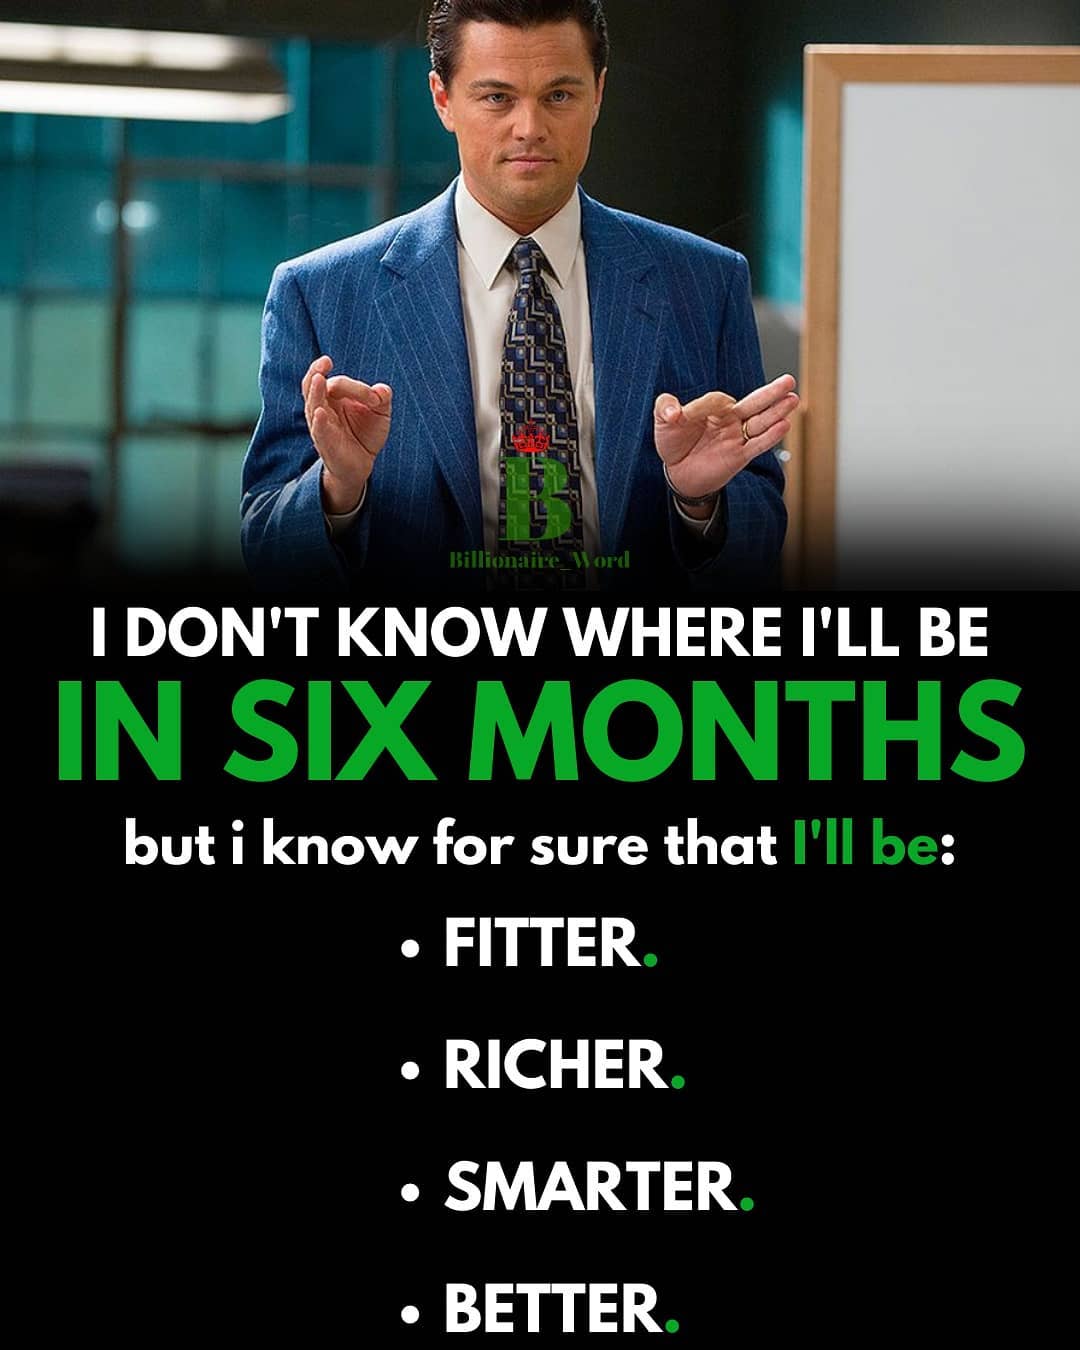 B
Billionaire_Word
I DON'T KNOW WHERE I'LL BE
IN SIX MONTHS
but i know for sure that I'll be:
• FITTER.
• RICHER.
• SMARTER.
• BETTER.